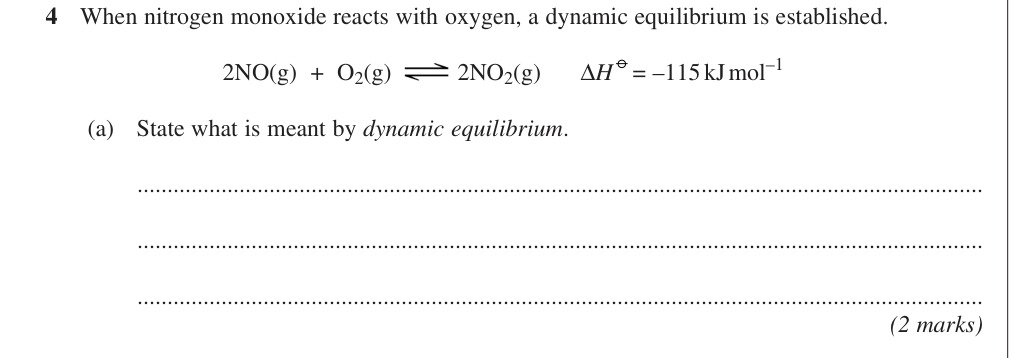 4 When nitrogen monoxide reacts with oxygen, a dynamic equilibrium is established.
2NO(g) + O₂(g) ⇌ 2NO₂(g) ΔH⦵ = –115 kJ mol⁻¹
(a) State what is meant by dynamic equilibrium.
(2 marks)